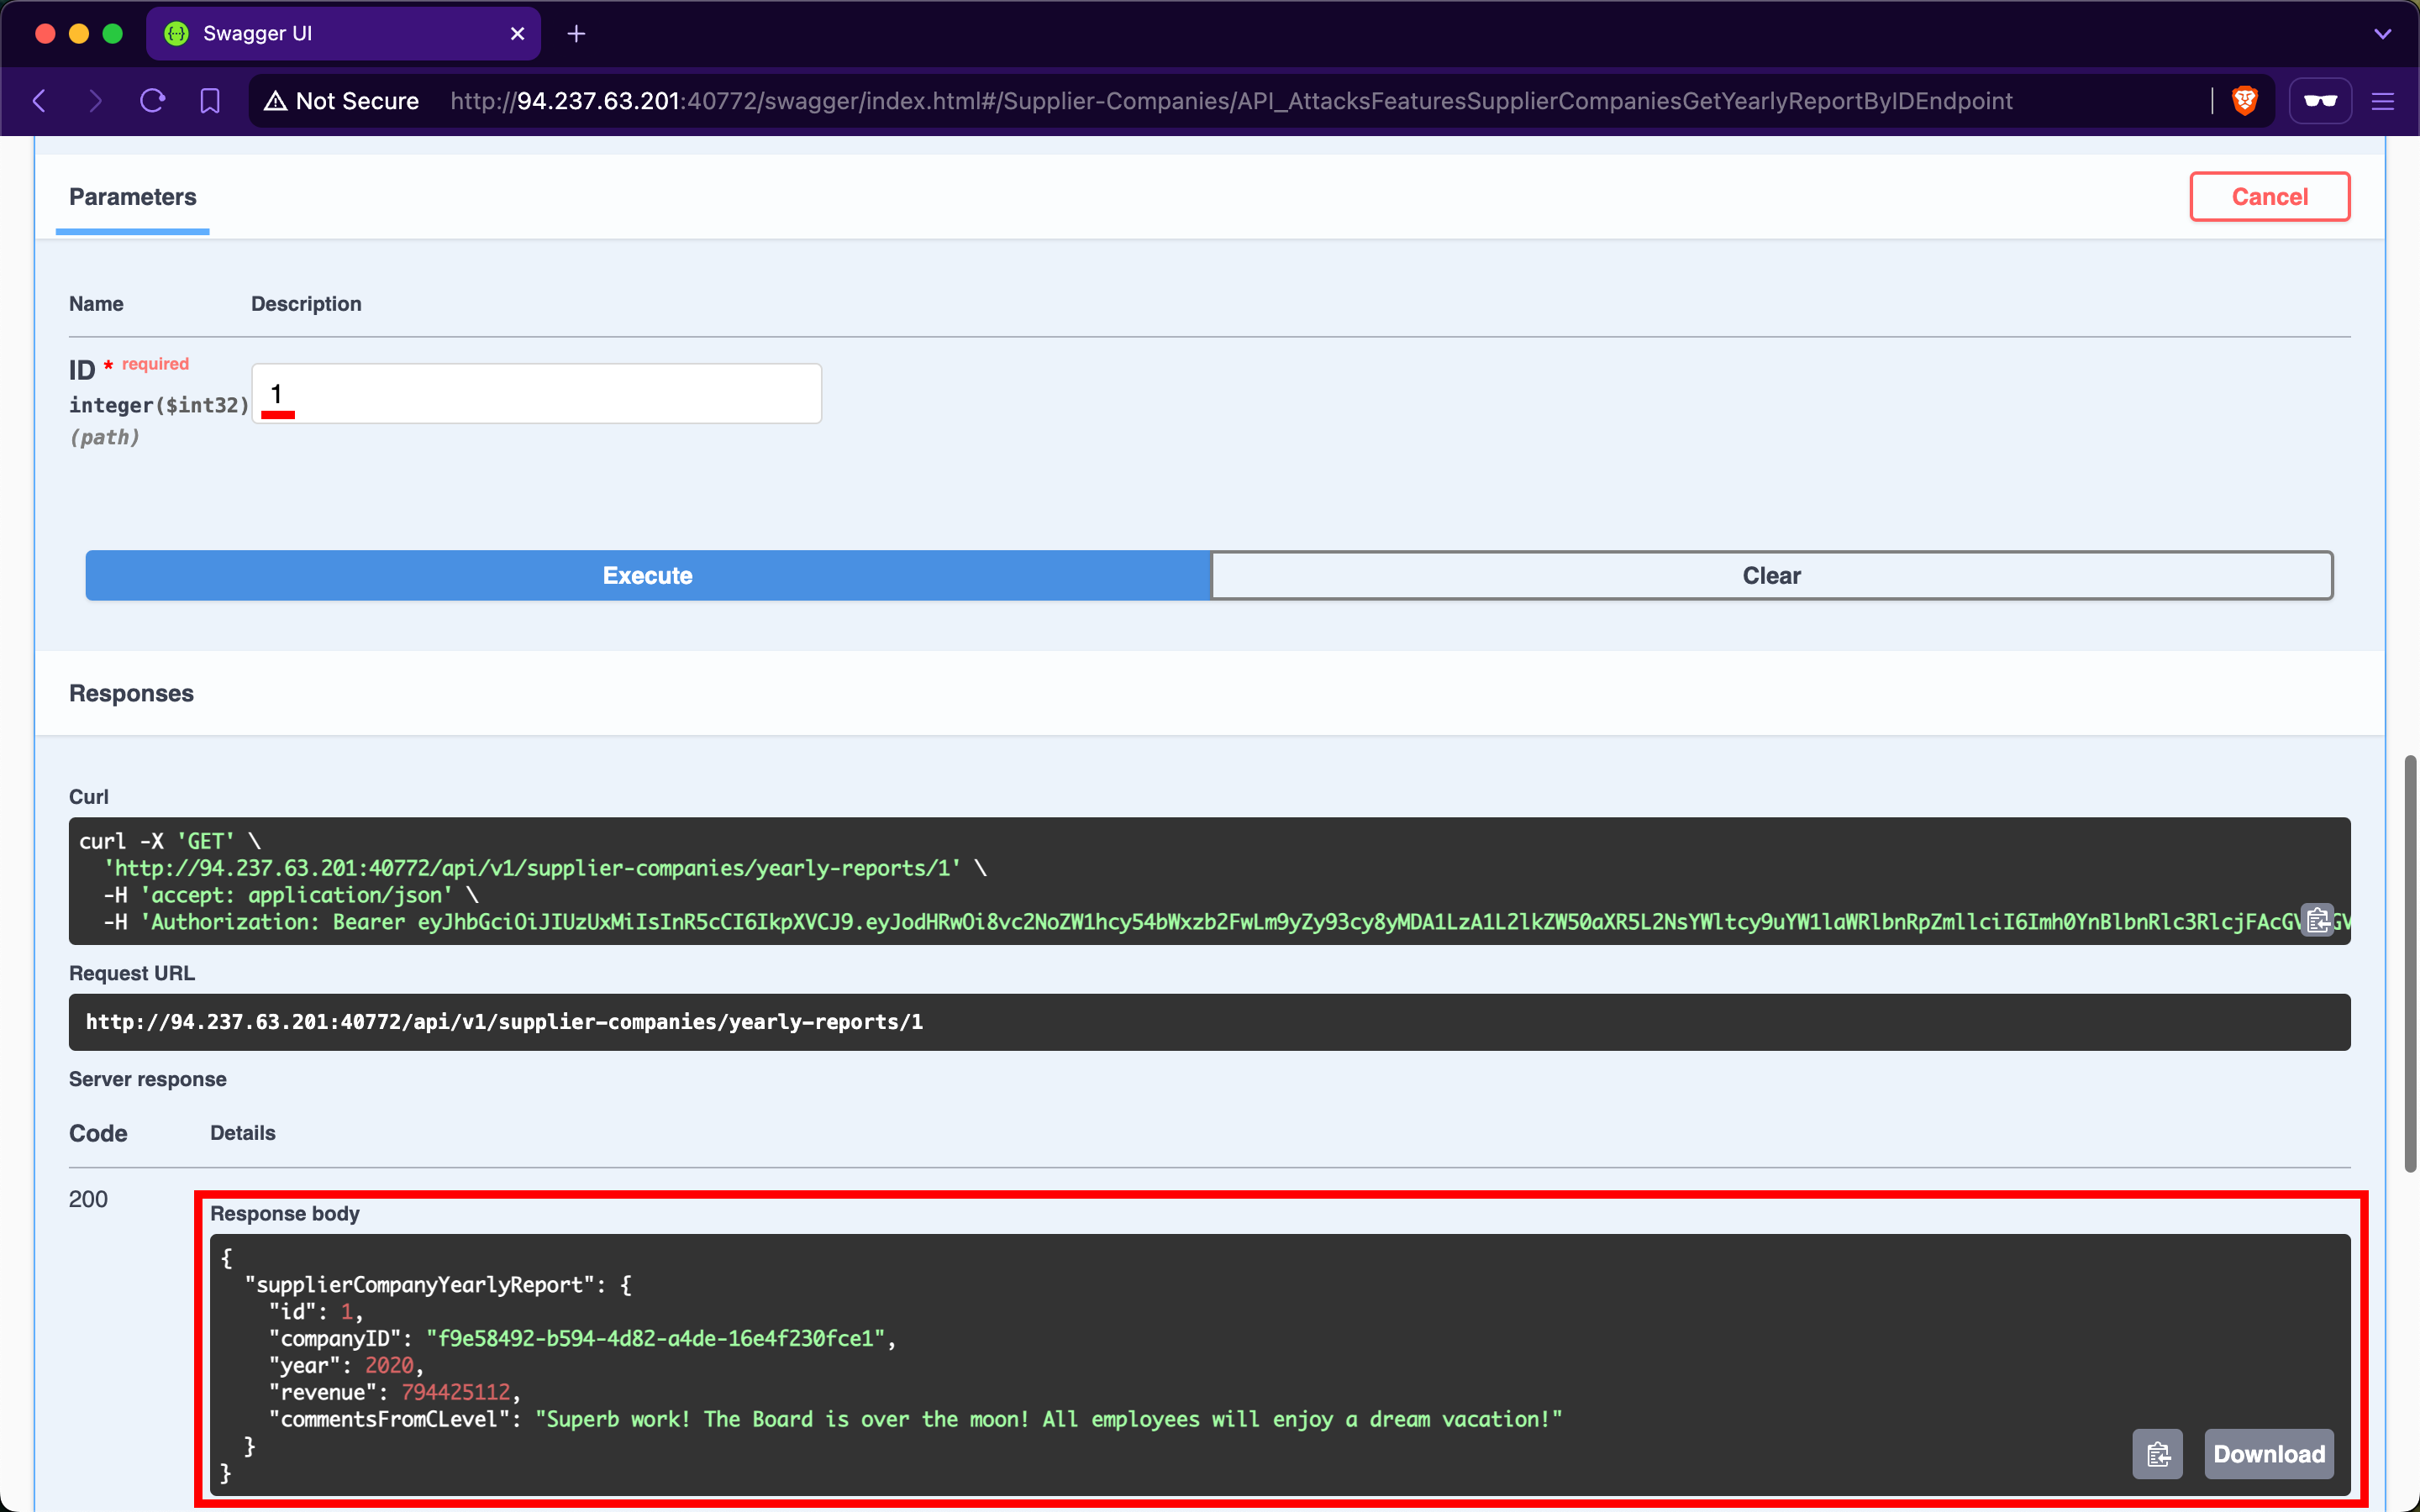 Swagger UI
Not Secure http://94.237.63.201:40772/swagger/index.html#/Supplier-Companies/API_AttacksFeaturesSupplierCompaniesGetYearlyReportByIDEndpoint
Parameters
Cancel
Name Description
ID * required
integer($int32)
(path)
1
Execute
Clear
Responses
Curl
curl -X 'GET' \
'http://94.237.63.201:40772/api/v1/supplier-companies/yearly-reports/1' \
-H 'accept: application/json' \
-H 'Authorization: Bearer eyJhbGciOiJIUzUxMiIsInR5cCI6IkpXVCJ9.eyJodHRwOi8vc2NoZW1hcy54bWxzb2FwLm9yZy93cy8yMDA1LzA1L2lkZW50aXR5L2NsYWltcy9uYW1laWRlbnRpZmllciI6Imh0YnBlbnRlc3RlcjFAcGV
Request URL
http://94.237.63.201:40772/api/v1/supplier-companies/yearly-reports/1
Server response
Code Details
200
Response body
{
"supplierCompanyYearlyReport": {
"id": 1,
"companyID": "f9e58492-b594-4d82-a4de-16e4f230fce1",
"year": 2020,
"revenue": 794425112,
"commentsFromCLevel": "Superb work! The Board is over the moon! All employees will enjoy a dream vacation!"
}
}
Download